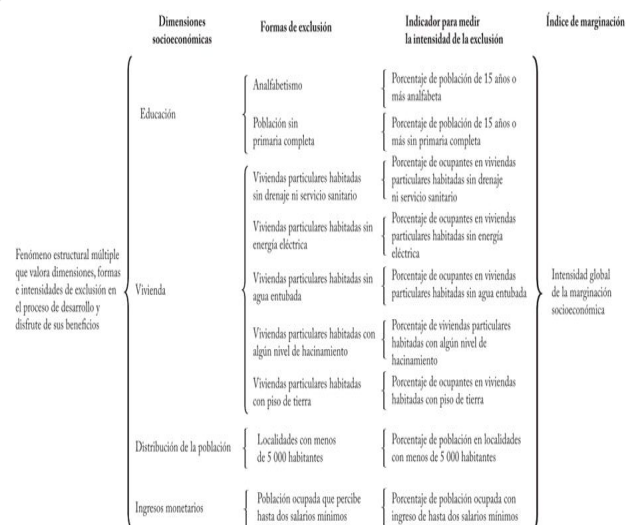 Dimensiones
socioeconómicas
Formas de exclusión
Indicador para medir
la intensidad de la exclusión
Índice de marginación
Fenómeno estructural múltiple
que valora dimensiones, formas
e intensidades de exclusión en
el proceso de desarrollo y
disfrute de sus beneficios
Educación
Analfabetismo
Porcentaje de población de 15 años o
más analfabeta
Población sin
primaria completa
Porcentaje de población de 15 años o
más sin primaria completa
Vivienda
Viviendas particulares habitadas
sin drenaje ni servicio sanitario
Porcentaje de ocupantes en viviendas
particulares habitadas sin drenaje
ni servicio sanitario
Viviendas particulares habitadas sin
energía eléctrica
Porcentaje de ocupantes en viviendas
particulares habitadas sin energía
eléctrica
Viviendas particulares habitadas sin
agua entubada
Porcentaje de ocupantes en viviendas
particulares habitadas sin agua entubada
Viviendas particulares habitadas con
algún nivel de hacinamiento
Porcentaje de viviendas particulares
habitadas con algún nivel de
hacinamiento
Viviendas particulares habitadas
con piso de tierra
Porcentaje de ocupantes en viviendas
habitadas con piso de tierra
Distribución de la población
Localidades con menos
de 5 000 habitantes
Porcentaje de población en localidades
con menos de 5 000 habitantes
Ingresos monetarios
Población ocupada que percibe
hasta dos salarios mínimos
Porcentaje de población ocupada con
ingreso de hasta dos salarios mínimos
Intensidad global
de la marginación
socioeconómica